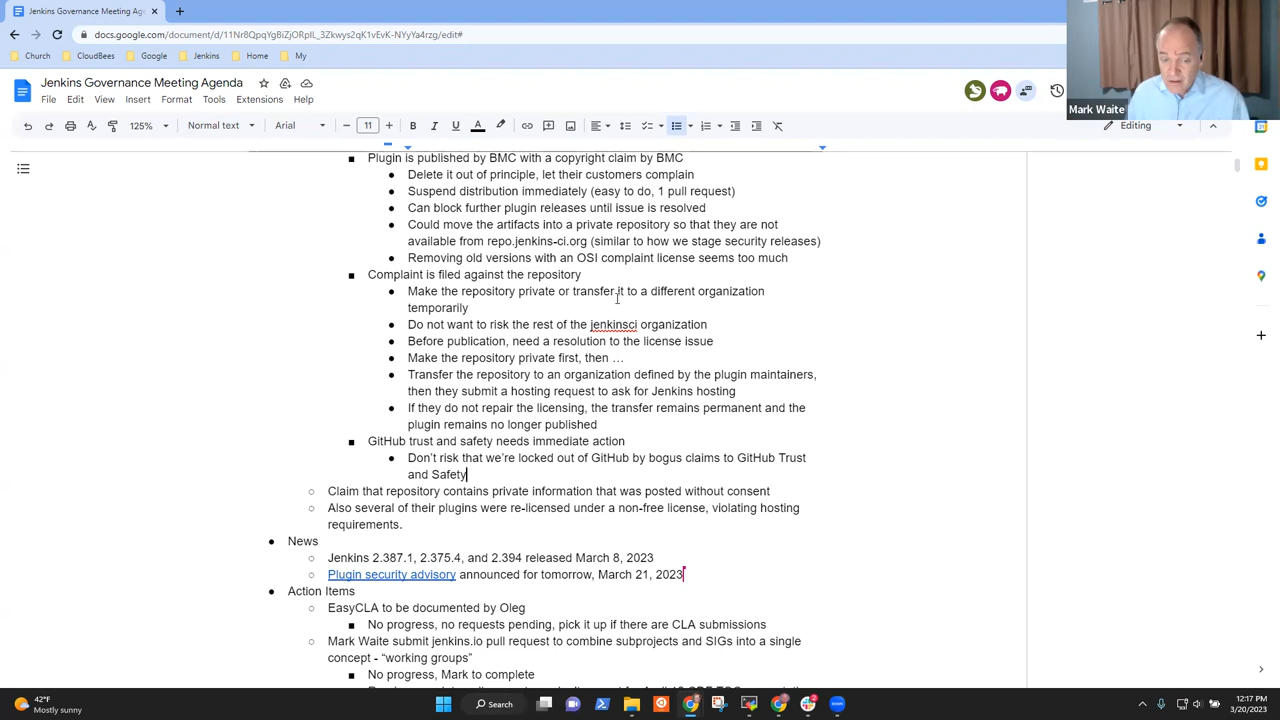 Jenkins Governance Meeting Age
docs.google.com/document/d/11Nr8QpqYgBiZjORpIL_3Zkwys2qK1vEvK-NYyYa4rzg/edit#
Church
CloudBees
Google
Jenkins
Home
My
Jenkins Governance Meeting Agenda
File Edit View Insert Format Tools Extensions Help
125% Normal text Arial 11 Editing
Mark Waite
Plugin is published by BMC with a copyright claim by BMC
Delete it out of principle, let their customers complain
Suspend distribution immediately (easy to do, 1 pull request)
Can block further plugin releases until issue is resolved
Could move the artifacts into a private repository so that they are not
available from repo.jenkins-ci.org (similar to how we stage security releases)
Removing old versions with an OSI complaint license seems too much
Complaint is filed against the repository
Make the repository private or transfer it to a different organization
temporarily
Do not want to risk the rest of the jenkinsci organization
Before publication, need a resolution to the license issue
Make the repository private first, then …
Transfer the repository to an organization defined by the plugin maintainers,
then they submit a hosting request to ask for Jenkins hosting
If they do not repair the licensing, the transfer remains permanent and the
plugin remains no longer published
GitHub trust and safety needs immediate action
Don't risk that we're locked out of GitHub by bogus claims to GitHub Trust
and Safety
Claim that repository contains private information that was posted without consent
Also several of their plugins were re-licensed under a non-free license, violating hosting
requirements.
News
Jenkins 2.387.1, 2.375.4, and 2.394 released March 8, 2023
Plugin security advisory announced for tomorrow, March 21, 2023
Action Items
EasyCLA to be documented by Oleg
No progress, no requests pending, pick it up if there are CLA submissions
Mark Waite submit jenkins.io pull request to combine subprojects and SIGs into a single
concept - “working groups”
No progress, Mark to complete
42°F
Mostly sunny
Search
12:17 PM
3/20/2023